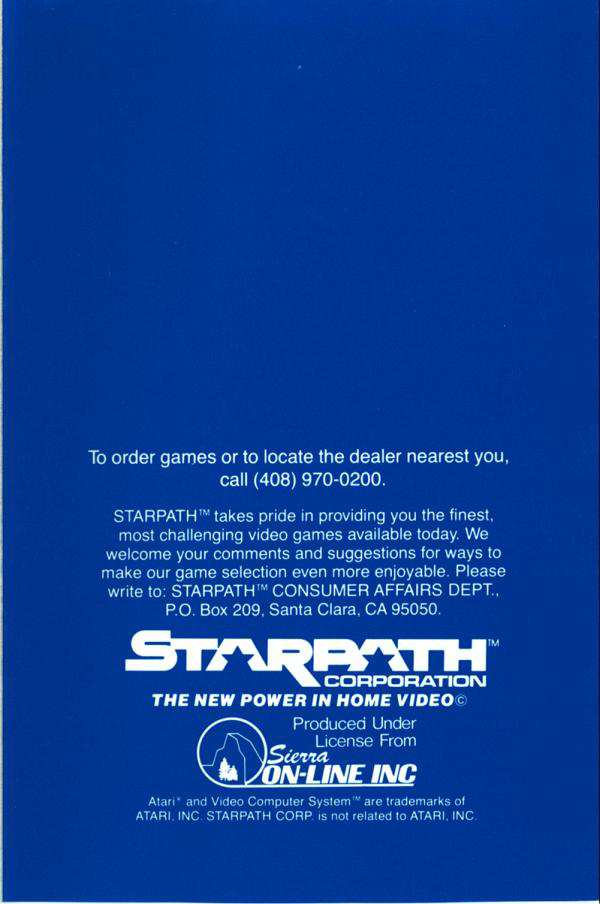 To order games or to locate the dealer nearest you,
call (408) 970-0200.
STARPATH™ takes pride in providing you the finest,
most challenging video games available today. We
welcome your comments and suggestions for ways to
make our game selection even more enjoyable. Please
write to: STARPATH™ CONSUMER AFFAIRS DEPT.,
P.O. Box 209, Santa Clara, CA 95050.
STARPATH™
CORPORATION
THE NEW POWER IN HOME VIDEO©
Produced Under
License From
Sierra
ON-LINE INC
Atari® and Video Computer System™ are trademarks of
ATARI, INC. STARPATH CORP. is not related to ATARI, INC.